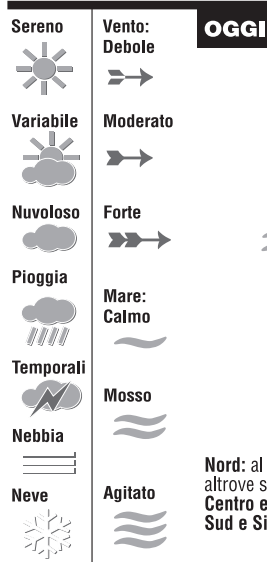 Sereno
Variabile
Nuvoloso
Pioggia
Temporali
Nebbia
Neve
Vento:
Debole
Moderato
Forte
Mare:
Calmo
Mosso
Agitato
OGGI
Nord: al
altrove s
Centro e
Sud e Si